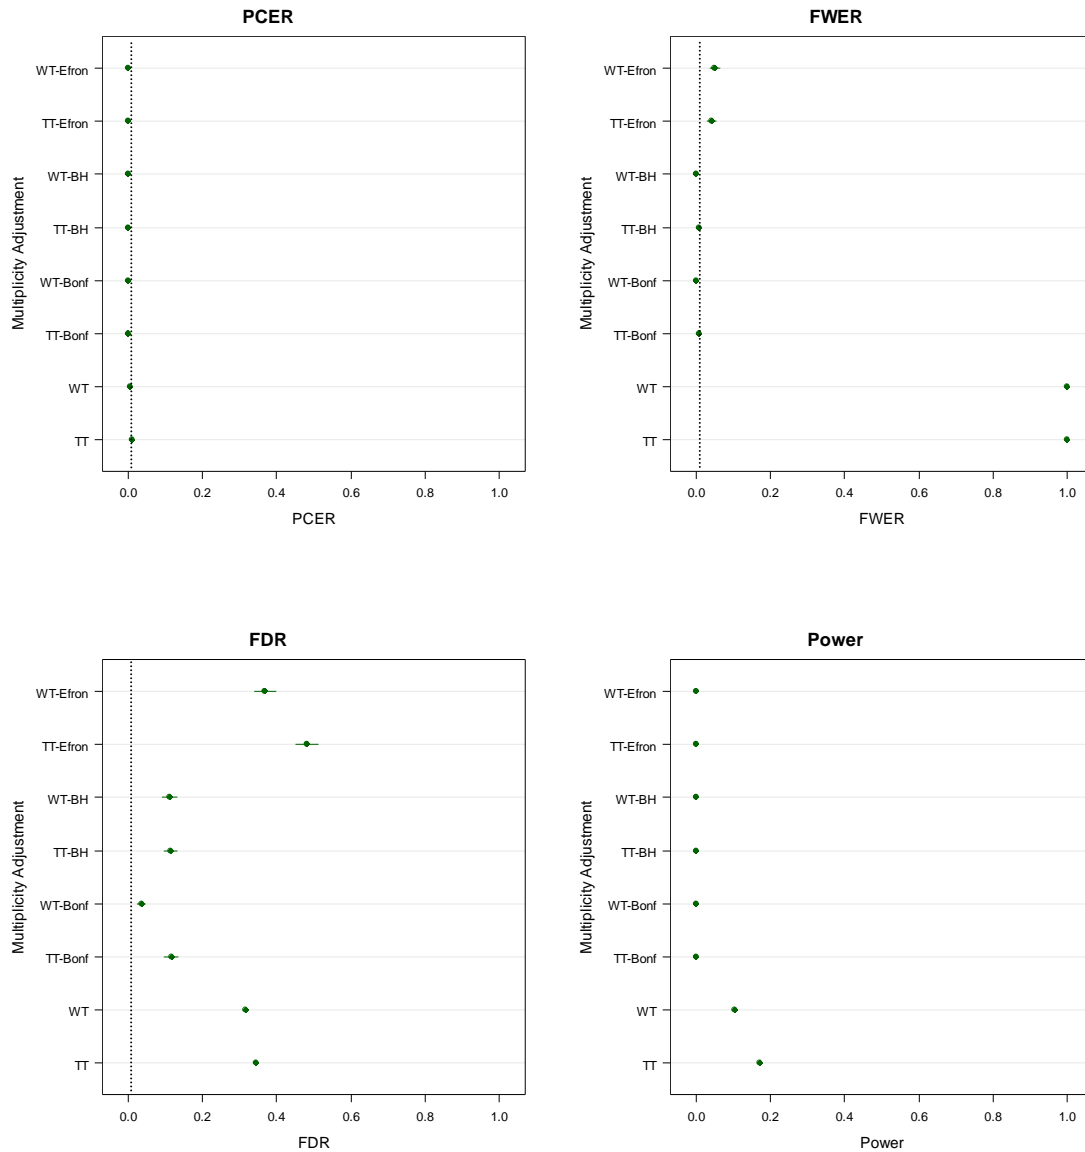 PCER
Multiplicity Adjustment
WT-Efron
TT-Efron
WT-BH
TT-BH
WT-Bonf
TT-Bonf
WT
TT
0.0 0.2 0.4 0.6 0.8 1.0
PCER
FWER
Multiplicity Adjustment
WT-Efron
TT-Efron
WT-BH
TT-BH
WT-Bonf
TT-Bonf
WT
TT
0.0 0.2 0.4 0.6 0.8 1.0
FWER
FDR
Multiplicity Adjustment
WT-Efron
TT-Efron
WT-BH
TT-BH
WT-Bonf
TT-Bonf
WT
TT
0.0 0.2 0.4 0.6 0.8 1.0
FDR
Power
Multiplicity Adjustment
WT-Efron
TT-Efron
WT-BH
TT-BH
WT-Bonf
TT-Bonf
WT
TT
0.0 0.2 0.4 0.6 0.8 1.0
Power